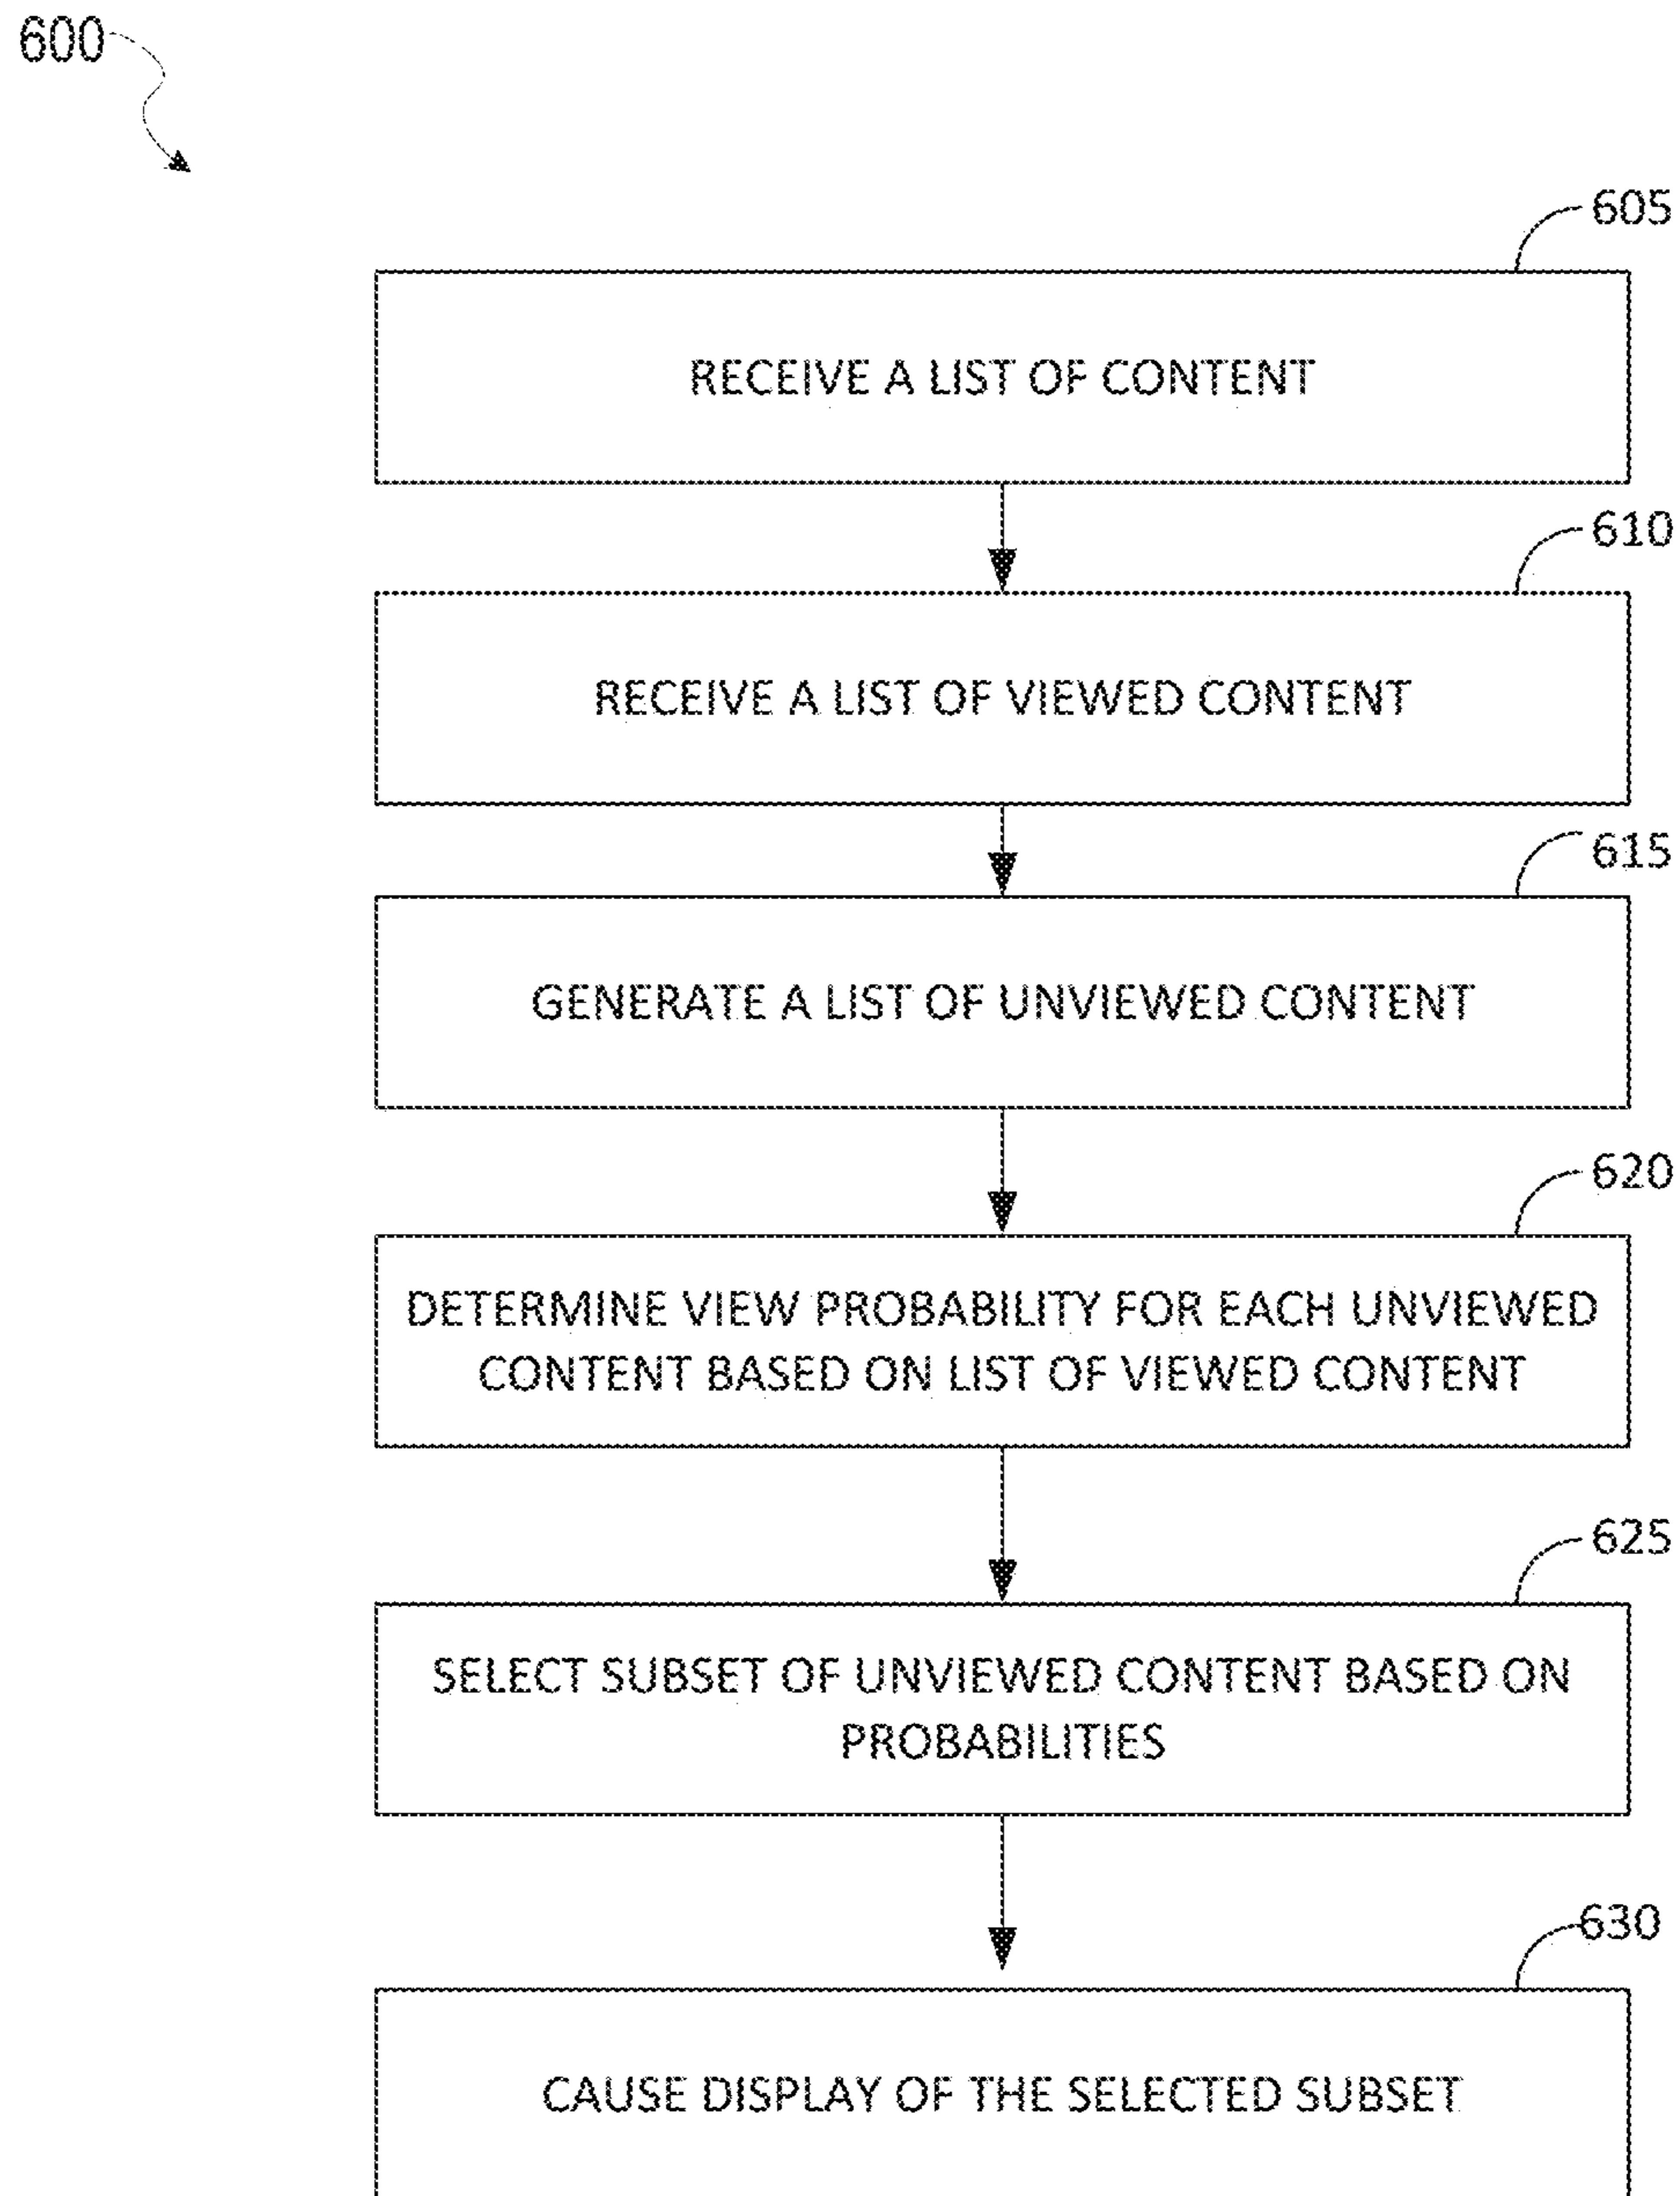 600
605
RECEIVE A LIST OF CONTENT
610
RECEIVE A LIST OF VIEWED CONTENT
615
GENERATE A LIST OF UNVIEWED CONTENT
620
DETERMINE VIEW PROBABILITY FOR EACH UNVIEWED
CONTENT BASED ON LIST OF VIEWED CONTENT
625
SELECT SUBSET OF UNVIEWED CONTENT BASED ON
PROBABILITIES
630
CAUSE DISPLAY OF THE SELECTED SUBSET